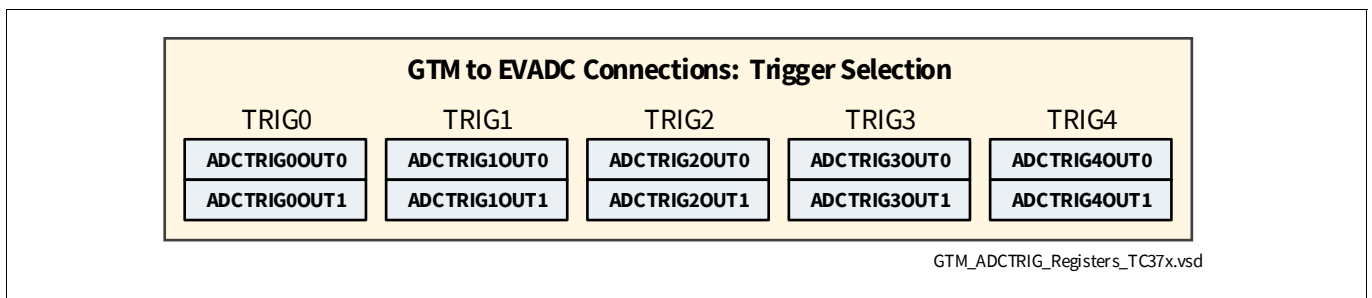 GTM to EVADC Connections: Trigger Selection
TRIG0 TRIG1 TRIG2 TRIG3 TRIG4
ADCTRIG0OUT0 ADCTRIG1OUT0 ADCTRIG2OUT0 ADCTRIG3OUT0 ADCTRIG4OUT0
ADCTRIG0OUT1 ADCTRIG1OUT1 ADCTRIG2OUT1 ADCTRIG3OUT1 ADCTRIG4OUT1
GTM_ADCTRIG_Registers_TC37x.vsd